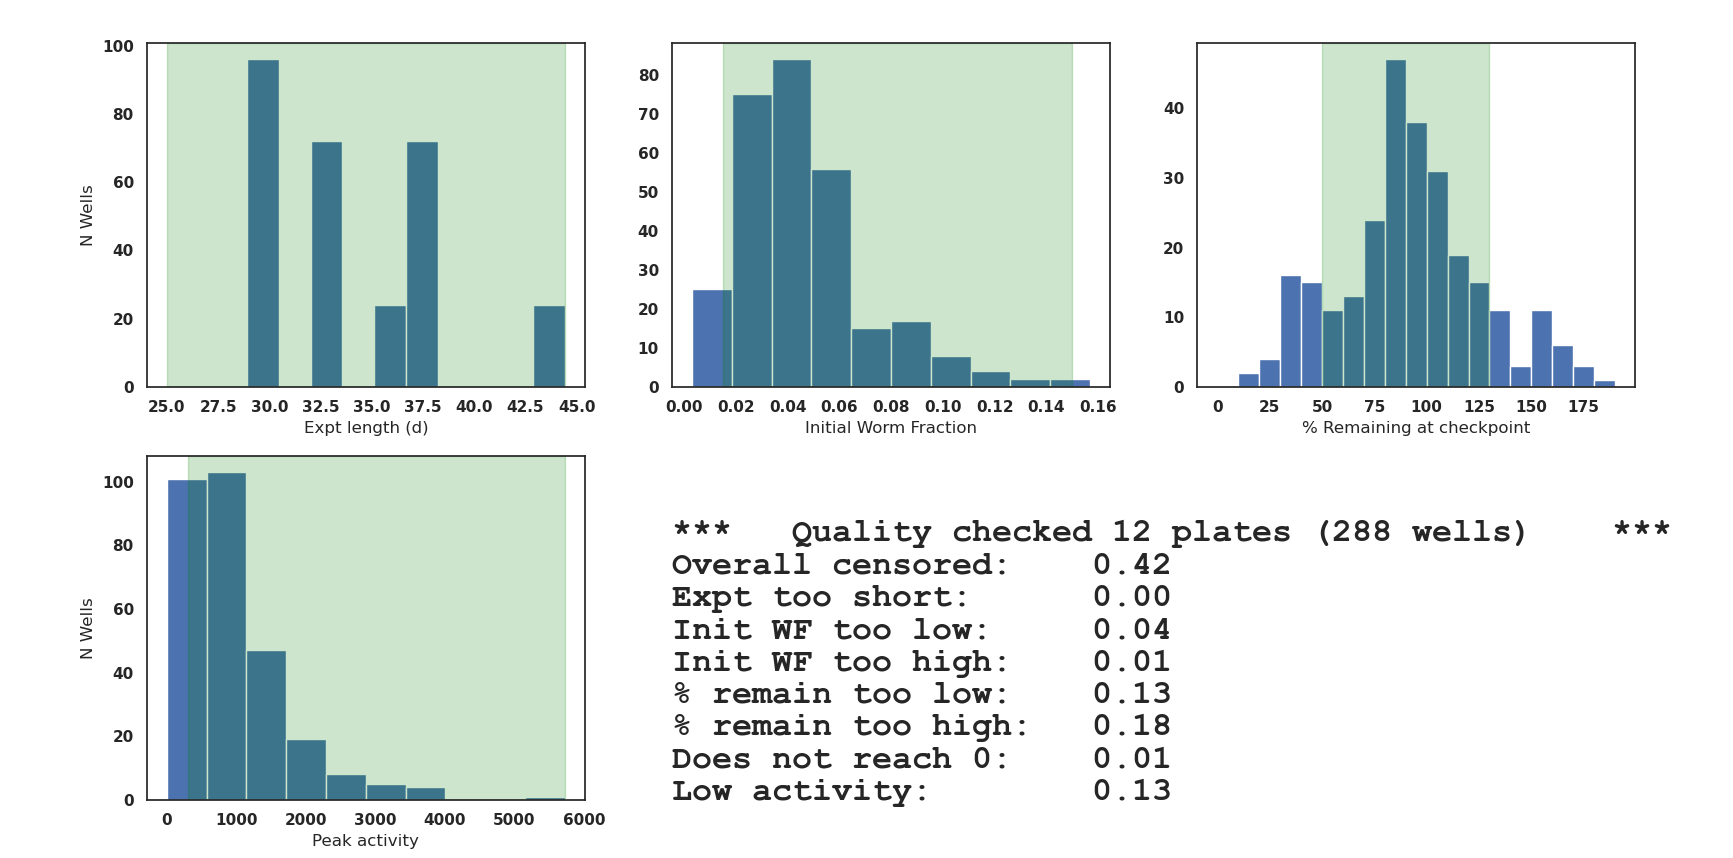 100
80
60
40
20
0
N Wells
25.0 27.5 30.0 32.5 35.0 37.5 40.0 42.5 45.0
Expt length (d)
80
70
60
50
40
30
20
10
0
0.00 0.02 0.04 0.06 0.08 0.10 0.12 0.14 0.16
Initial Worm Fraction
40
30
20
10
0
0 25 50 75 100 125 150 175
% Remaining at checkpoint
100
80
60
40
20
0
N Wells
0 1000 2000 3000 4000 5000 6000
Peak activity
*** Quality checked 12 plates (288 wells) ***
Overall censored: 0.42
Expt too short: 0.00
Init WF too low: 0.04
Init WF too high: 0.01
% remain too low: 0.13
% remain too high: 0.18
Does not reach 0: 0.01
Low activity: 0.13